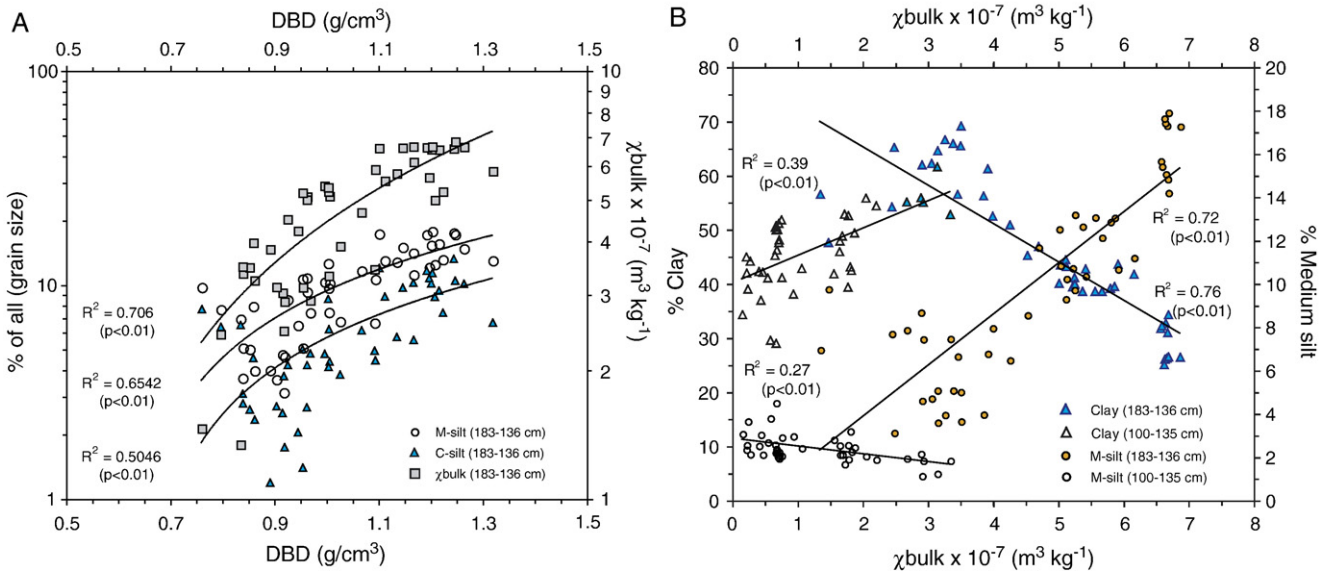 A
DBD (g/cm³)
0.5 0.7 0.9 1.1 1.3 1.5
100
10
1
% of all (grain size)
10
9
8
7
6
5
4
3
2
1
χbulk x 10⁻⁷ (m³ kg⁻¹)
R² = 0.706
(p<0.01)
R² = 0.6542
(p<0.01)
R² = 0.5046
(p<0.01)
M-silt (183-136 cm)
C-silt (183-136 cm)
χbulk (183-136 cm)
0.5 0.7 0.9 1.1 1.3 1.5
DBD (g/cm³)
B
χbulk x 10⁻⁷ (m³ kg⁻¹)
0 1 2 3 4 5 6 7 8
80
70
60
50
40
30
20
10
0
% Clay
20
18
16
14
12
10
8
6
4
2
0
% Medium silt
R² = 0.39
(p<0.01)
R² = 0.72
(p<0.01)
R² = 0.76
(p<0.01)
R² = 0.27
(p<0.01)
Clay (183-136 cm)
Clay (100-135 cm)
M-silt (183-136 cm)
M-silt (100-135 cm)
0 1 2 3 4 5 6 7 8
χbulk x 10⁻⁷ (m³ kg⁻¹)